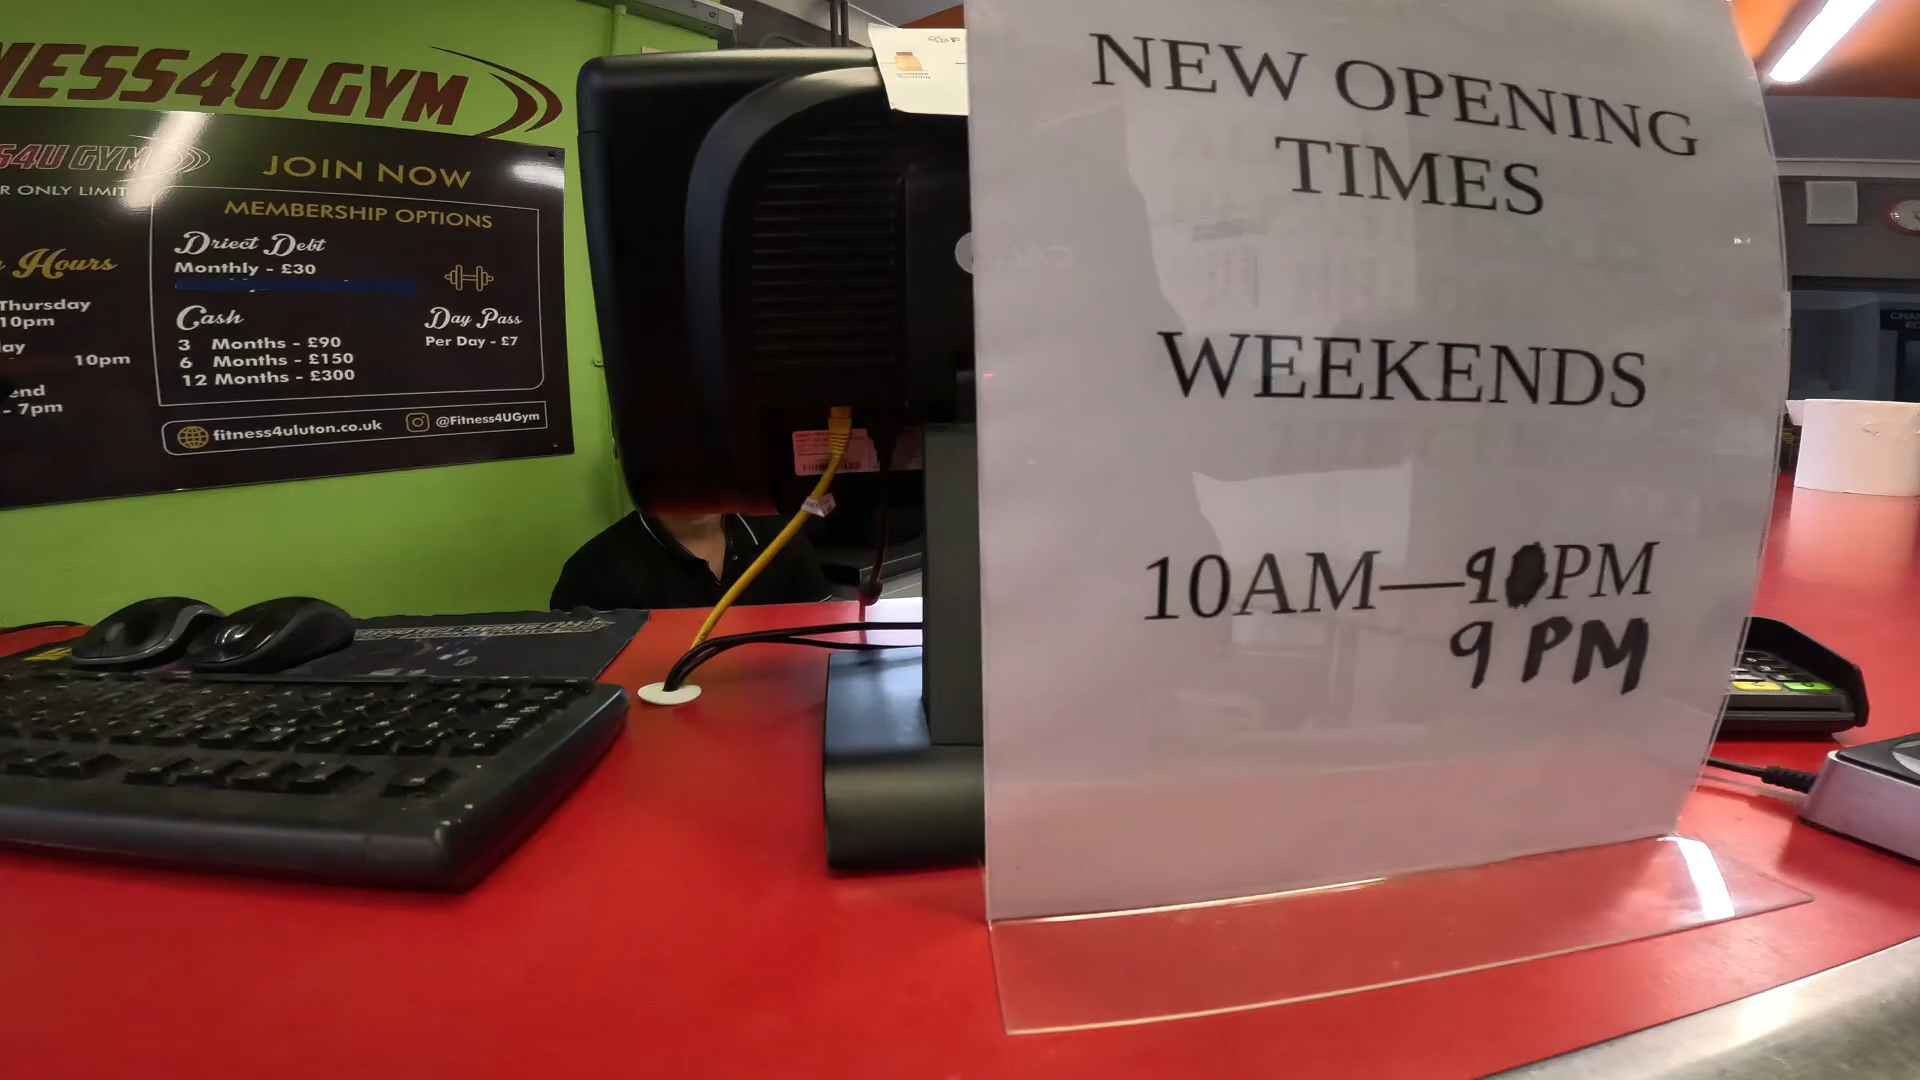 NESS4U GYM
S4U GYM
R ONLY LIMIT
Hours
Thursday
10pm
10pm
- 7pm
JOIN NOW
MEMBERSHIP OPTIONS
Driect Debt
Monthly - £30
Cash
3 Months - £90
6 Months - £150
12 Months - £300
Day Pass
Per Day - £7
fitness4uluton.co.uk
@Fitness4UGym
NEW OPENING
TIMES
WEEKENDS
10AM—9PM
9 PM